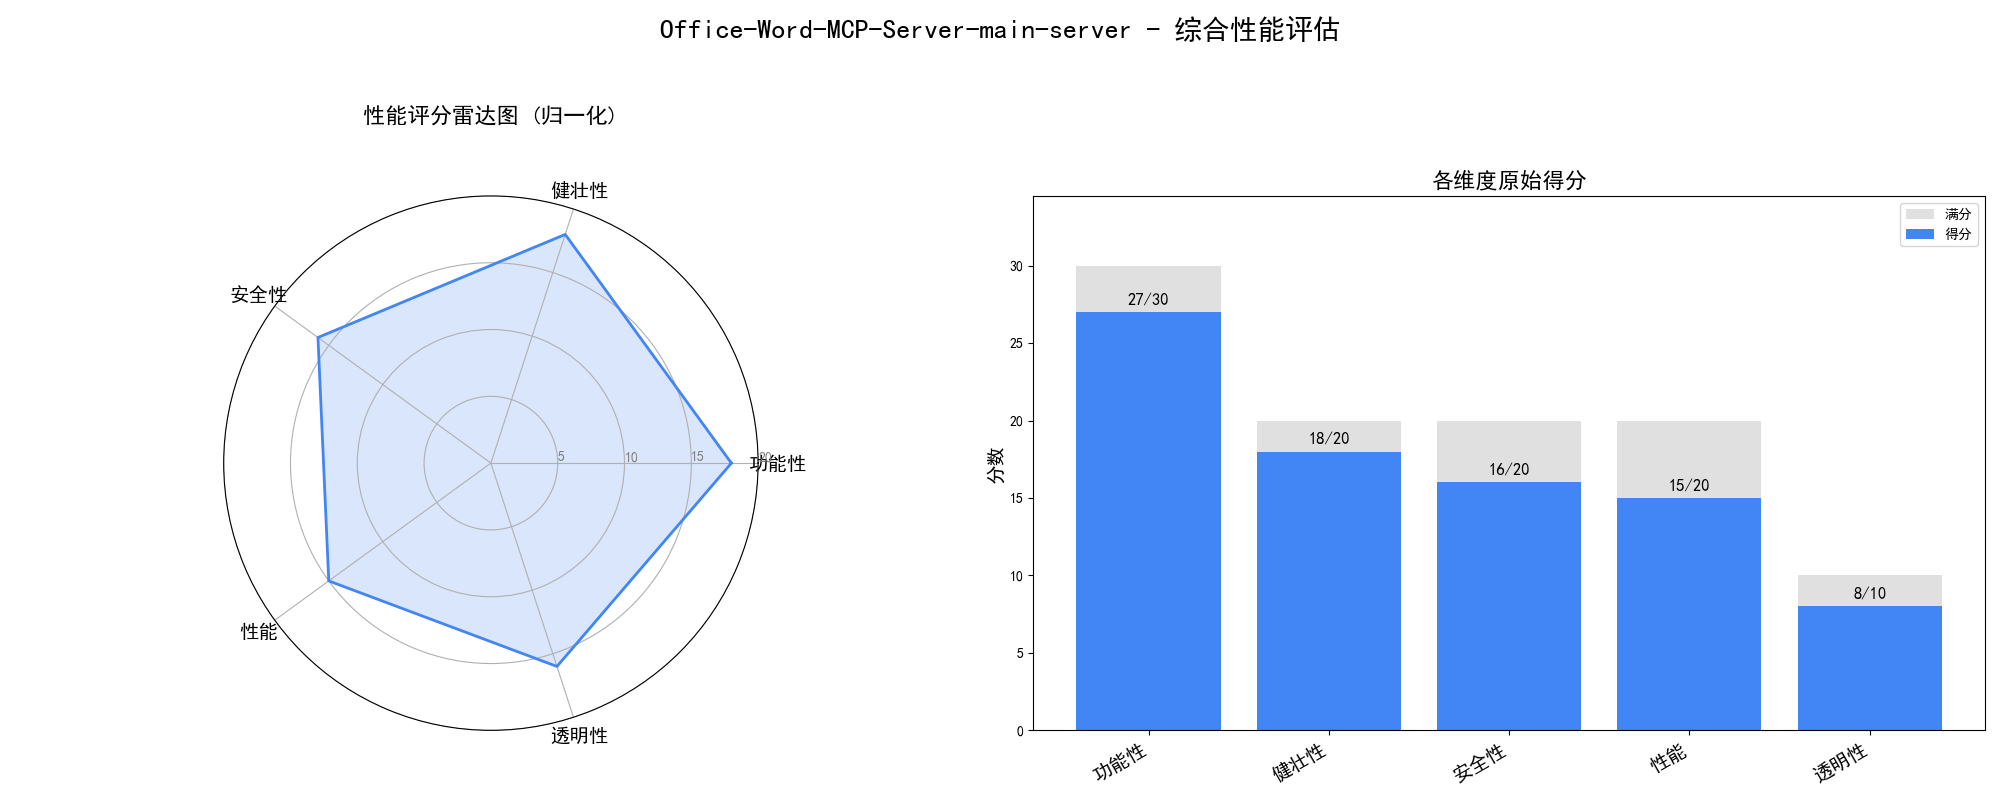 Office-Word-MCP-Server-main-server - 综合性能评估
性能评分雷达图 (归一化)
健壮性
安全性
功能性
5
10
15
20
性能
透明性
各维度原始得分
满分
得分
分数
30
25
20
15
10
5
0
27/30
18/20
16/20
15/20
8/10
功能性
健壮性
安全性
性能
透明性